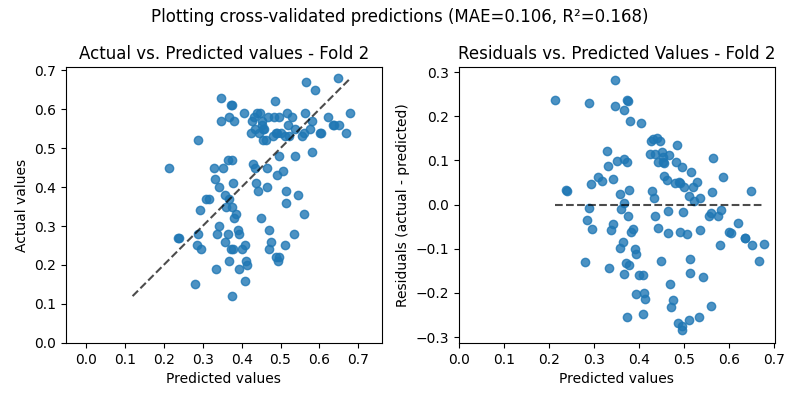 Plotting cross-validated predictions (MAE=0.106, R²=0.168)
Actual vs. Predicted values - Fold 2
Residuals vs. Predicted Values - Fold 2
Actual values
0.7
0.6
0.5
0.4
0.3
0.2
0.1
0.0
0.0 0.1 0.2 0.3 0.4 0.5 0.6 0.7
Predicted values
Residuals (actual - predicted)
0.3
0.2
0.1
0.0
−0.1
−0.2
−0.3
0.0 0.1 0.2 0.3 0.4 0.5 0.6 0.7
Predicted values